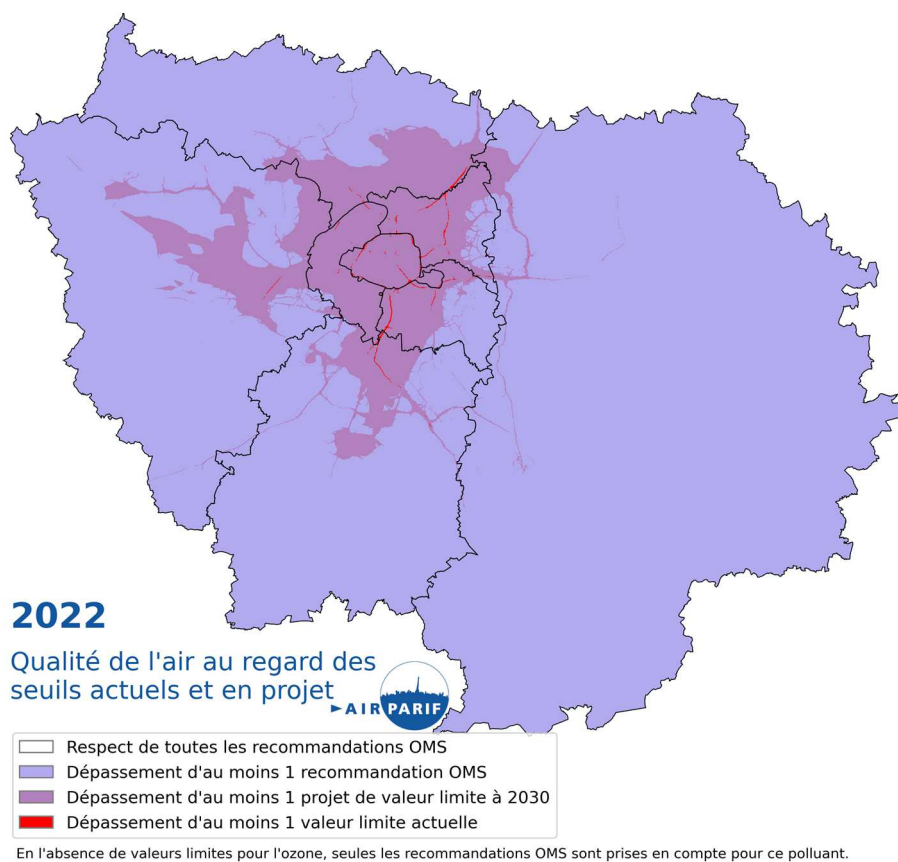 2022
Qualité de l'air au regard des
seuils actuels et en projet
AIRPARIF
Respect de toutes les recommandations OMS
Dépassement d'au moins 1 recommandation OMS
Dépassement d'au moins 1 projet de valeur limite à 2030
Dépassement d'au moins 1 valeur limite actuelle
En l'absence de valeurs limites pour l'ozone, seules les recommandations OMS sont prises en compte pour ce polluant.